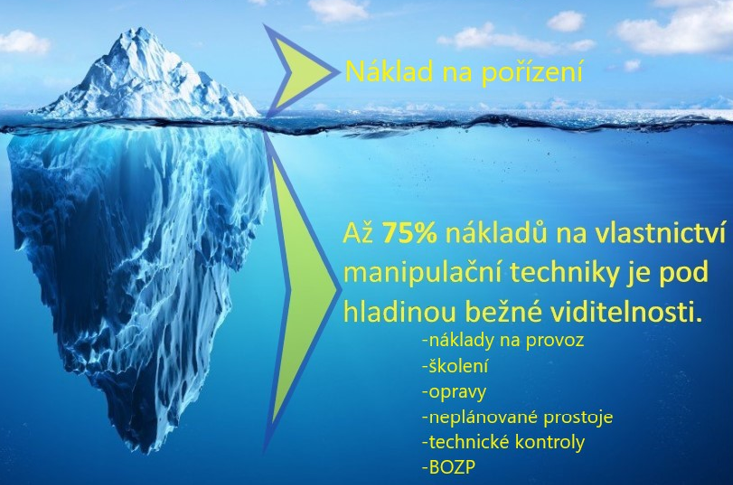 Náklad na pořízení
Až 75% nákladů na vlastnictví
manipulační techniky je pod
hladinou bežné viditelnosti.
-náklady na provoz
-školení
-opravy
-neplánované prostoje
-technické kontroly
-BOZP